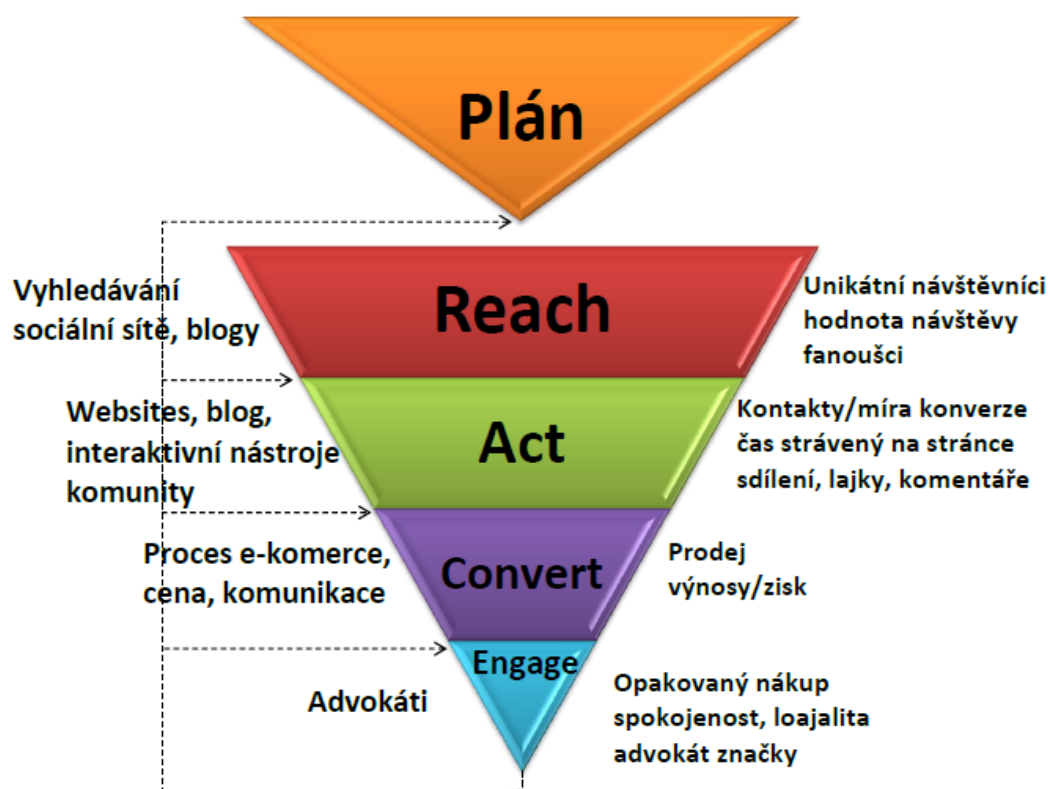 Plán
Reach
Vyhledávání
sociální sítě, blogy
Unikátní návštěvníci
hodnota návštěvy
fanoušci
Act
Websites, blog,
interaktivní nástroje
komunity
Kontakty/míra konverze
čas strávený na stránce
sdílení, lajky, komentáře
Convert
Proces e-komerce,
cena, komunikace
Prodej
výnosy/zisk
Engage
Advokáti
Opakovaný nákup
spokojenost, loajalita
advokát značky